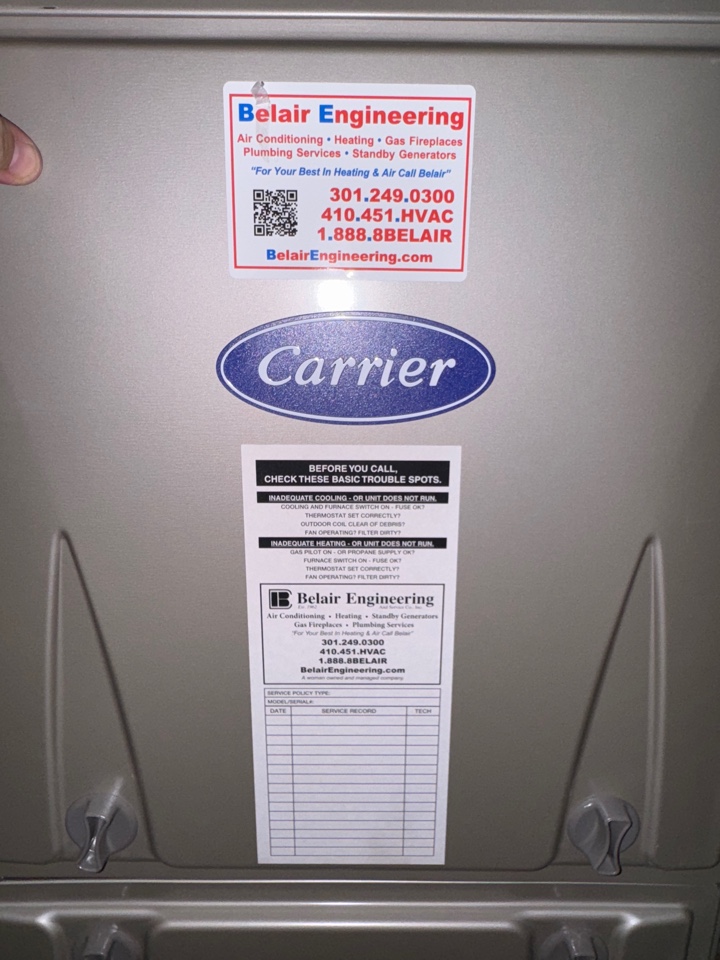 Belair Engineering
Air Conditioning • Heating • Gas Fireplaces
Plumbing Services • Standby Generators
"For Your Best In Heating & Air Call Belair"
301.249.0300
410.451.HVAC
1.888.8BELAIR
BelairEngineering.com
Carrier
BEFORE YOU CALL,
CHECK THESE BASIC TROUBLE SPOTS.
INADEQUATE COOLING - OR UNIT DOES NOT RUN.
COOLING AND FURNACE SWITCH ON - FUSE OK?
THERMOSTAT SET CORRECTLY?
OUTDOOR COIL CLEAR OF DEBRIS?
FAN OPERATING? FILTER DIRTY?
INADEQUATE HEATING - OR UNIT DOES NOT RUN.
GAS PILOT ON - OR PROPANE SUPPLY OK?
FURNACE SWITCH ON - FUSE OK?
THERMOSTAT SET CORRECTLY?
FAN OPERATING? FILTER DIRTY?
B Belair Engineering
Est. 1962 And Service Co., Inc.
Air Conditioning • Heating • Standby Generators
Gas Fireplaces • Plumbing Services
"For Your Best In Heating & Air Call Belair"
301.249.0300
410.451.HVAC
1.888.8BELAIR
BelairEngineering.com
A woman owned and managed company
SERVICE POLICY TYPE:
MODEL/SERIAL#:
DATE SERVICE RECORD TECH